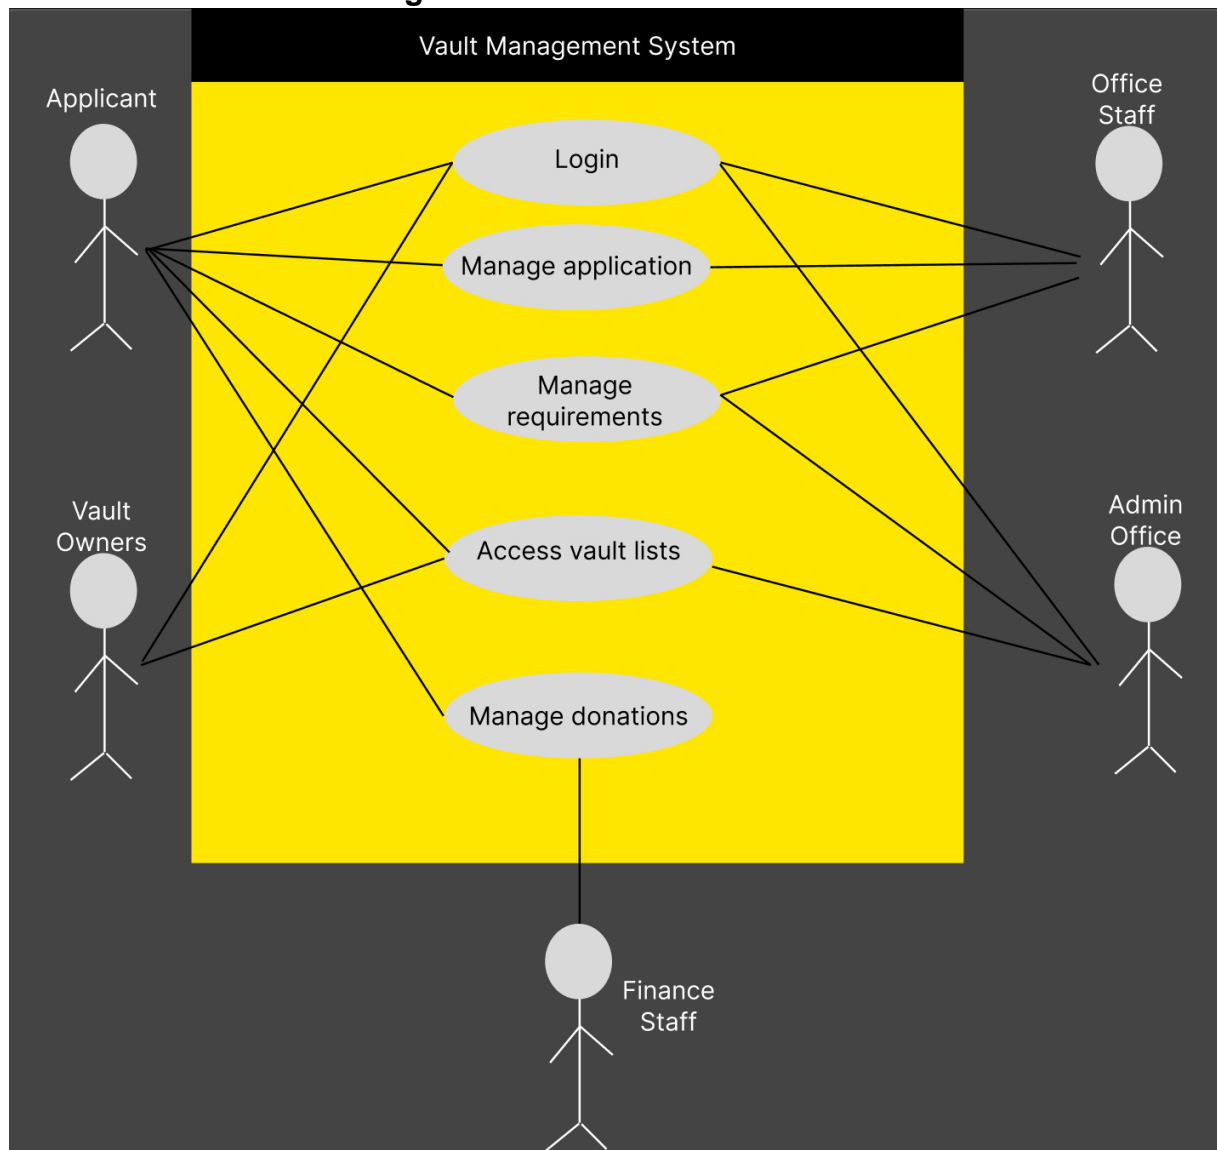 Vault Management System
Applicant
Office
Staff
Login
Manage application
Manage
requirements
Vault
Owners
Admin
Office
Access vault lists
Manage donations
Finance
Staff